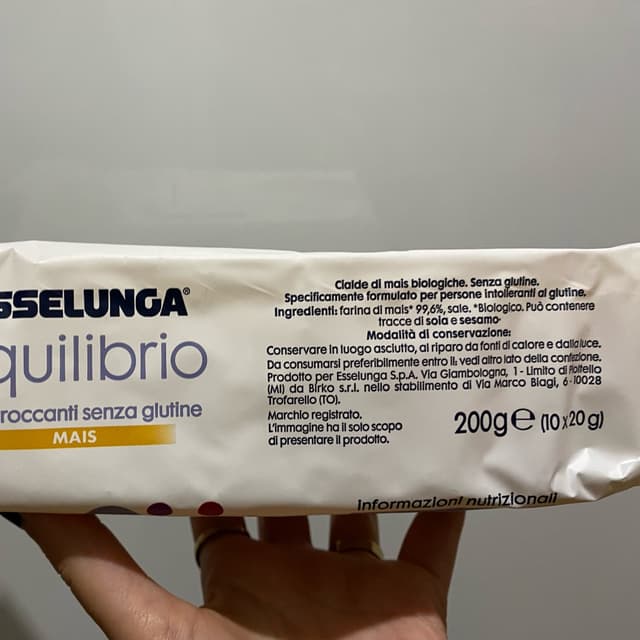 SSELUNGA®
quilibrio
roccanti senza glutine
MAIS
Cialde di mais biologiche. Senza glutine.
Specificamente formulato per persone intolleranti al glutine.
Ingredienti: farina di mais* 99,6%, sale. *Biologico. Può contenere
tracce di soia e sesamo.
Modalità di conservazione:
Conservare in luogo asciutto, al riparo da fonti di calore e dalla luce.
Da consumarsi preferibilmente entro il: vedi altro lato della confezione.
Prodotto per Esselunga S.p.A. Via Giambologna, 1 - Limito di Pioltello
(MI) da Birko s.r.l. nello stabilimento di Via Marco Biagi, 6 - 10028
Trofarello (TO).
Marchio registrato.
L'immagine ha il solo scopo
di presentare il prodotto.
200g℮ (10 x 20 g)
Informazioni nutrizionali